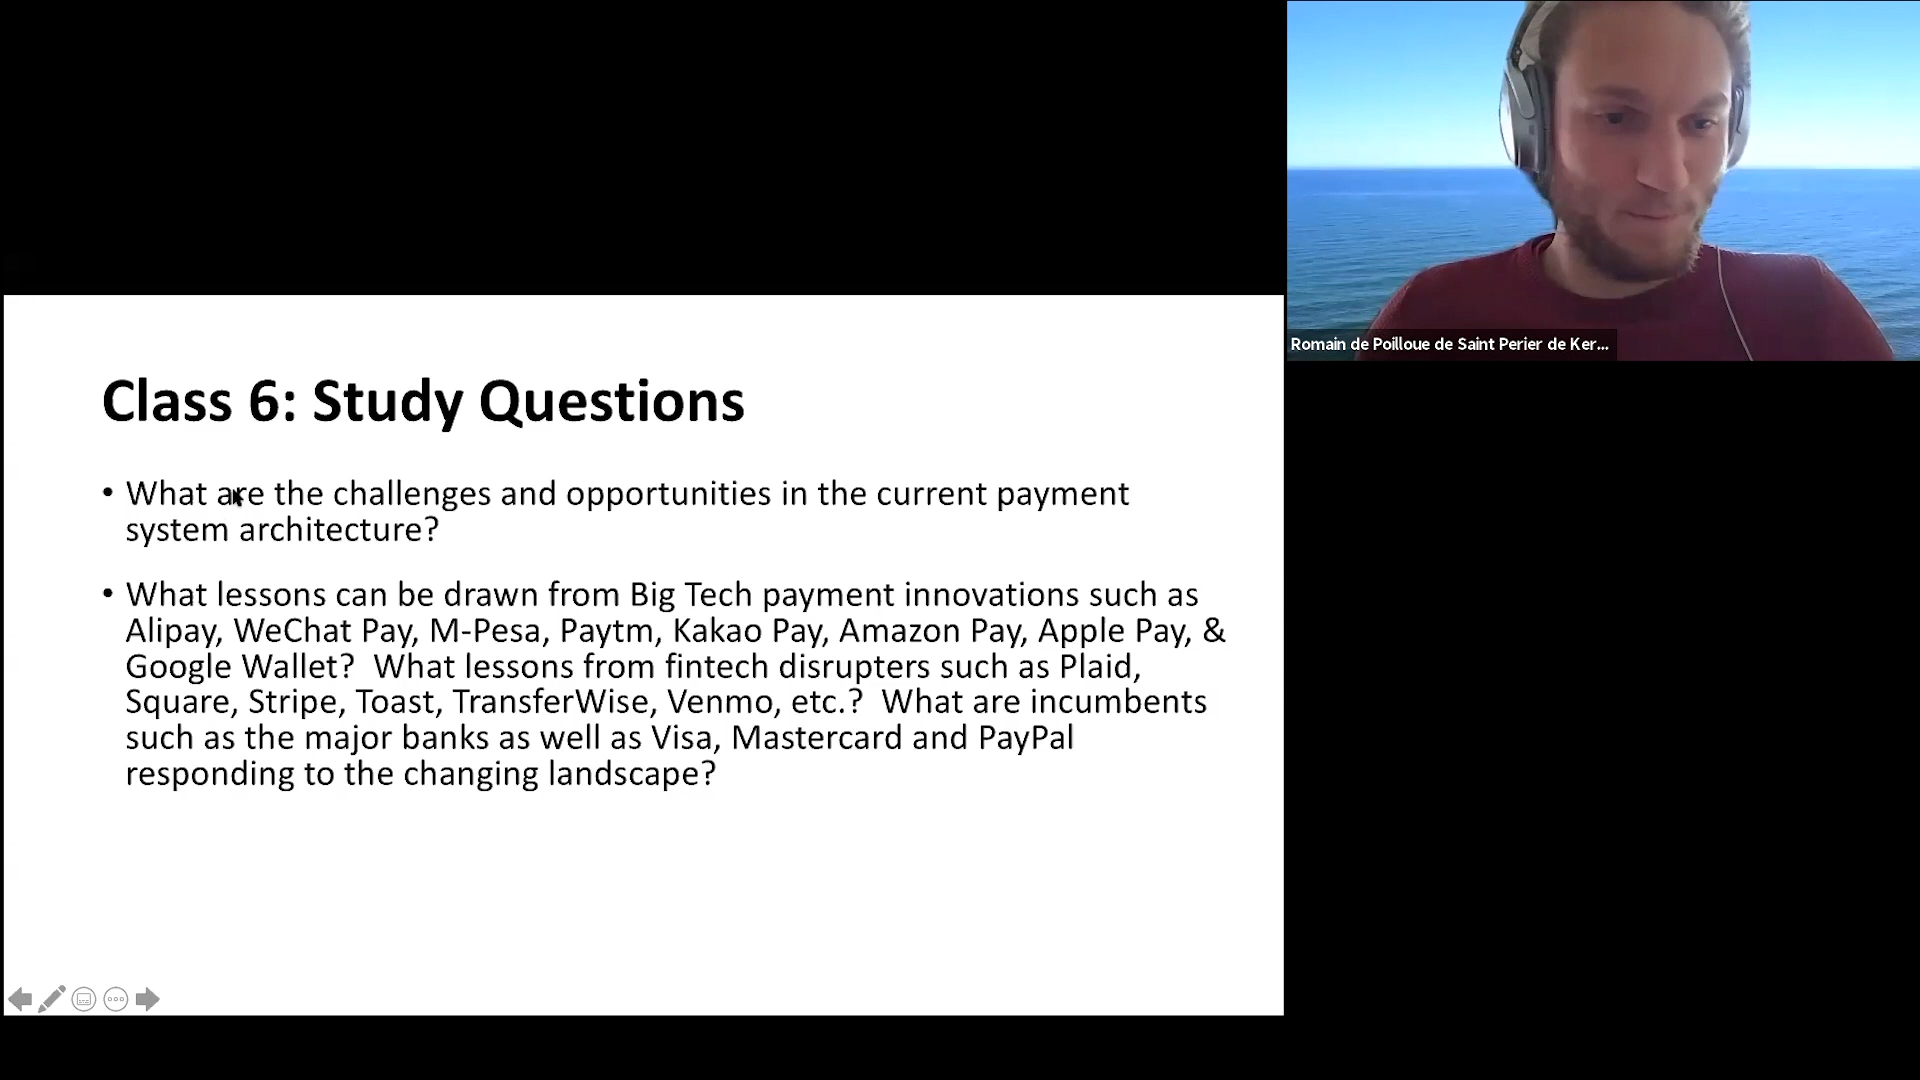 Class 6: Study Questions
• What are the challenges and opportunities in the current payment
system architecture?
• What lessons can be drawn from Big Tech payment innovations such as
Alipay, WeChat Pay, M-Pesa, Paytm, Kakao Pay, Amazon Pay, Apple Pay, &
Google Wallet?  What lessons from fintech disrupters such as Plaid,
Square, Stripe, Toast, TransferWise, Venmo, etc.?  What are incumbents
such as the major banks as well as Visa, Mastercard and PayPal
responding to the changing landscape?
Romain de Poilloue de Saint Perier de Ker...